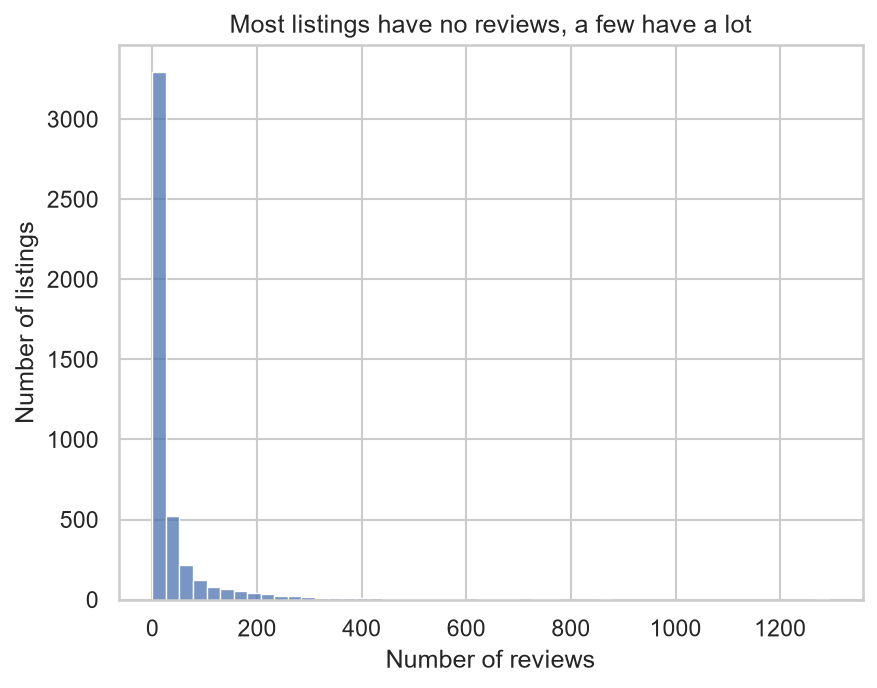 Most listings have no reviews, a few have a lot
3000
2500
2000
1500
1000
500
0
Number of listings
0 200 400 600 800 1000 1200
Number of reviews